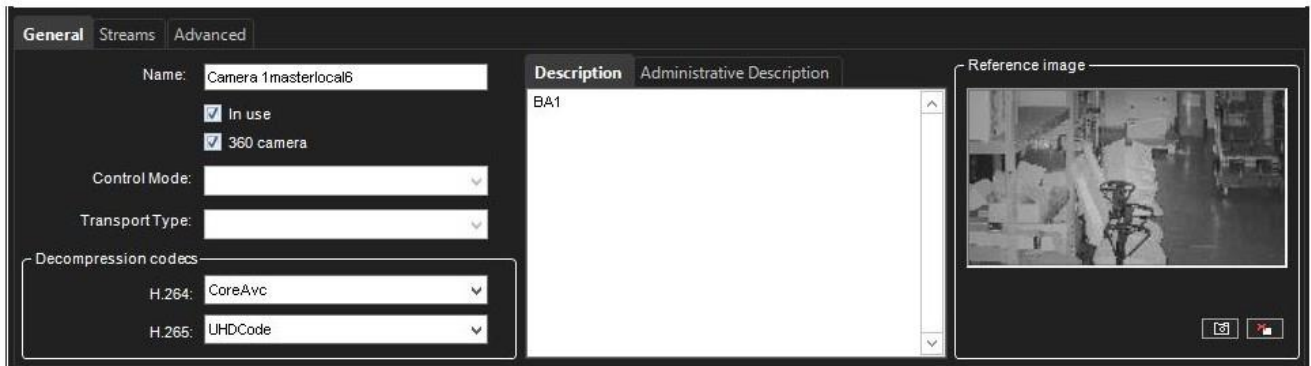 General Streams Advanced
Name: Camera 1masterlocal6
In use
360 camera
Control Mode:
Transport Type:
Decompression codecs
H.264: CoreAvc
H.265: UHDCode
Description Administrative Description
BA1
Reference image